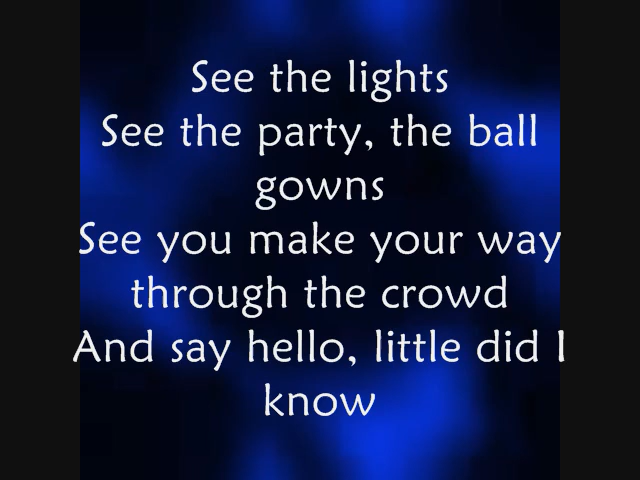 See the lights
See the party, the ball
gowns
See you make your way
through the crowd
And say hello, little did I
know